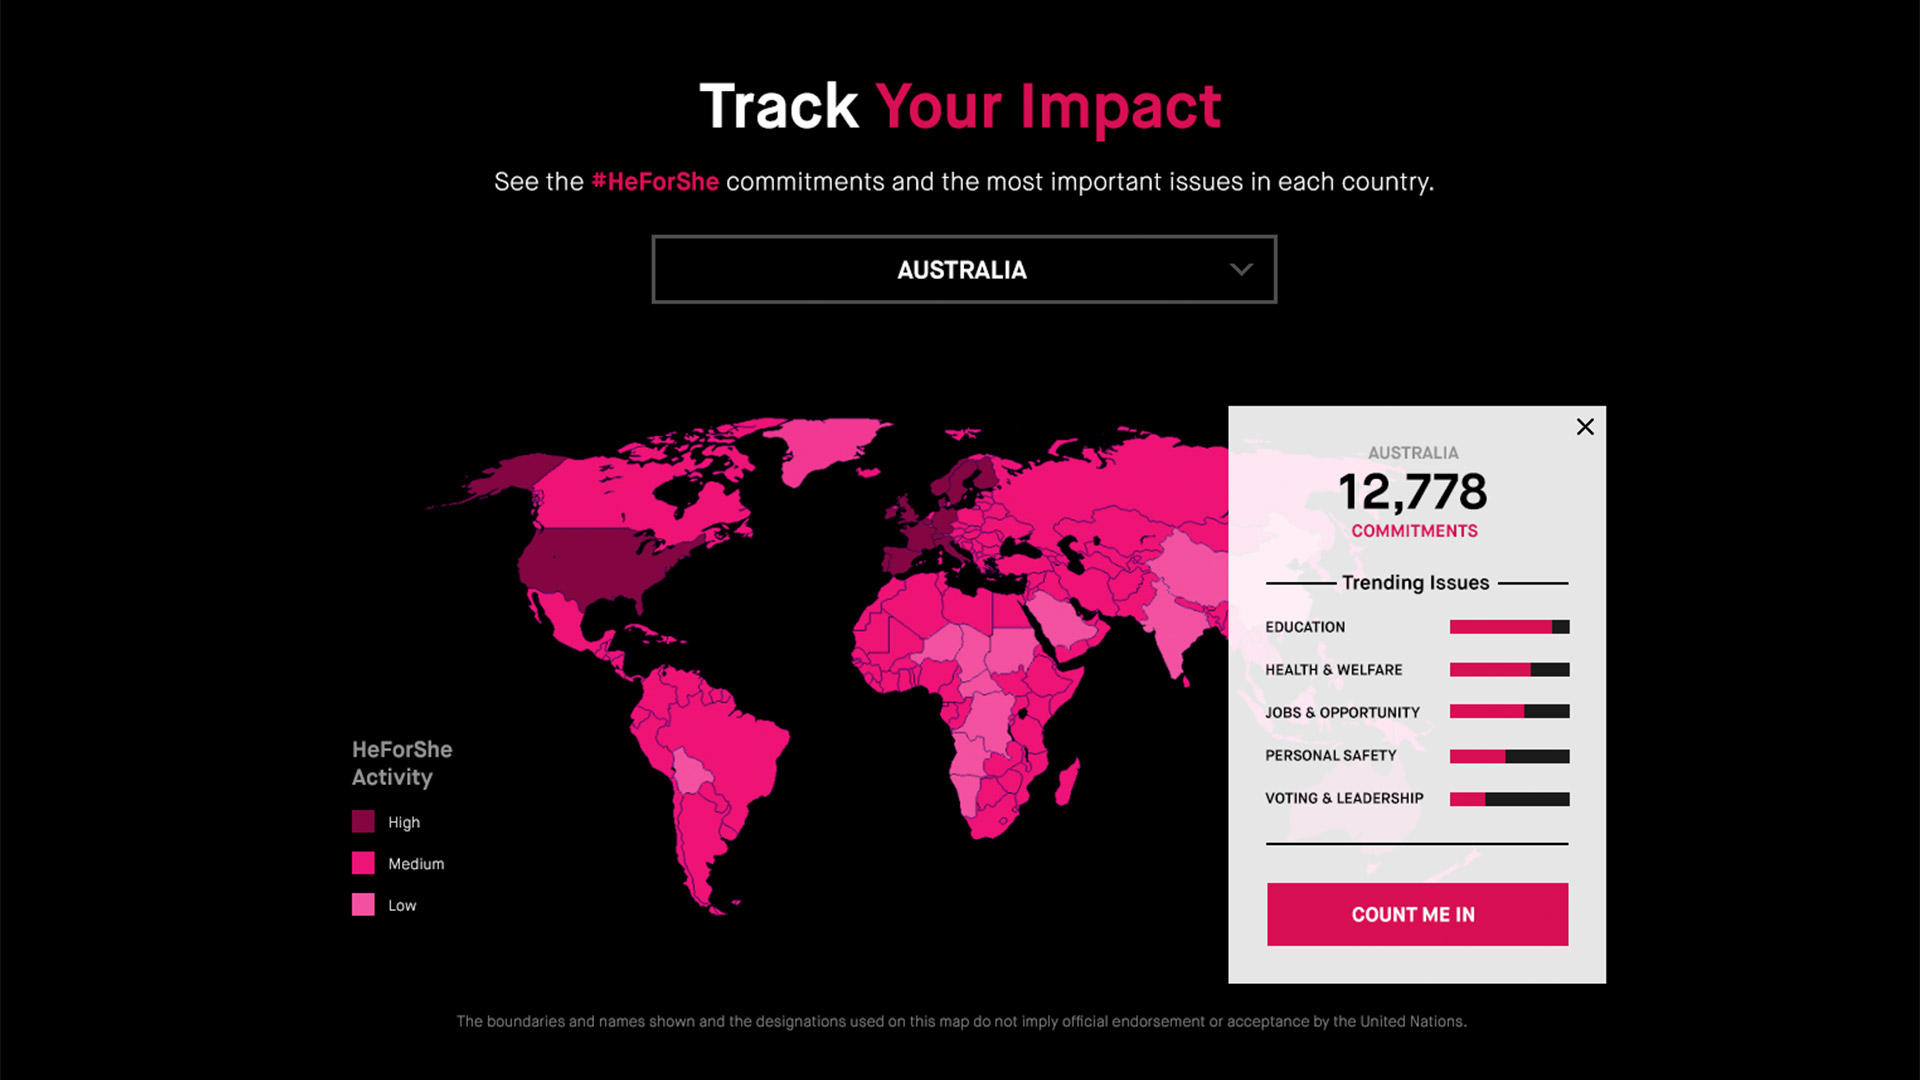 Track Your Impact
See the #HeForShe commitments and the most important issues in each country.
AUSTRALIA
AUSTRALIA
12,778
COMMITMENTS
Trending Issues
EDUCATION
HEALTH & WELFARE
JOBS & OPPORTUNITY
PERSONAL SAFETY
VOTING & LEADERSHIP
COUNT ME IN
HeForShe
Activity
High
Medium
Low
The boundaries and names shown and the designations used on this map do not imply official endorsement or acceptance by the United Nations.